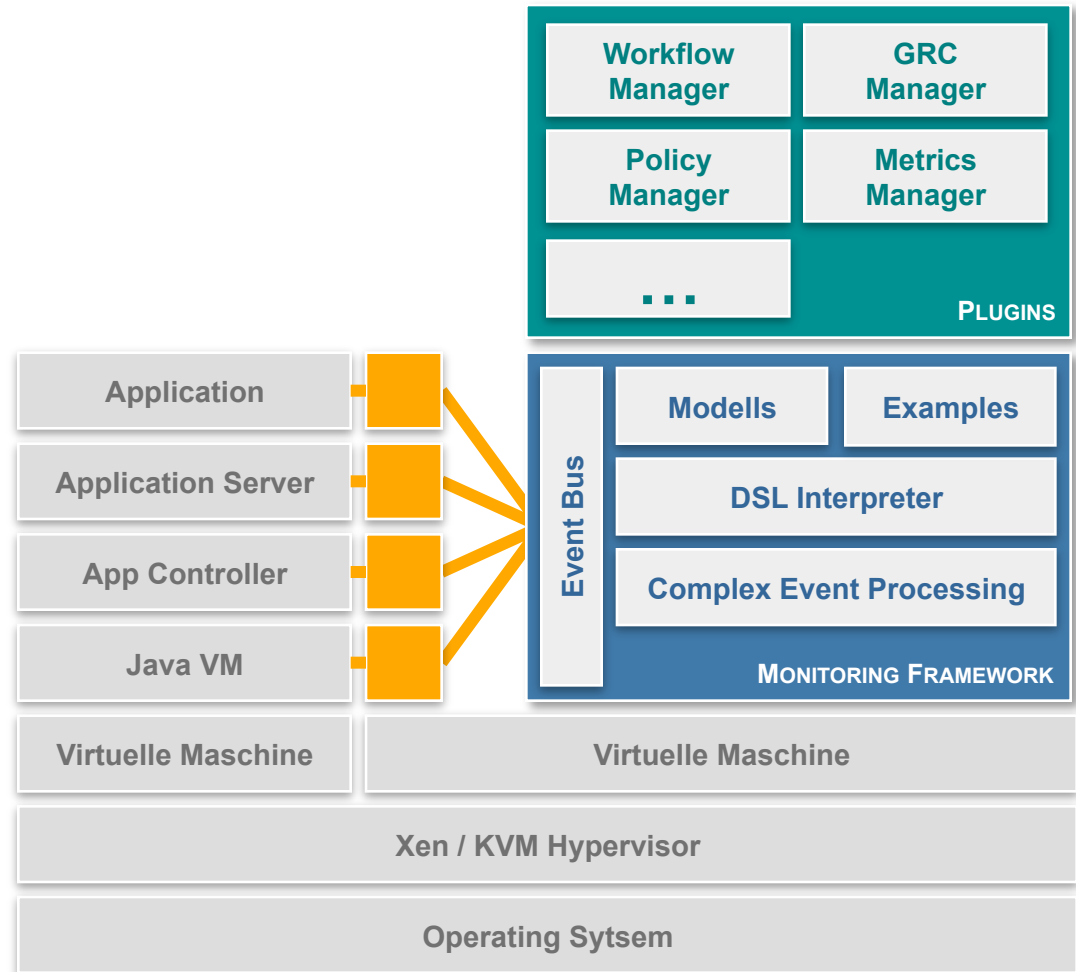 Workflow
Manager
GRC
Manager
Policy
Manager
Metrics
Manager
...
PLUGINS
Application
Application Server
App Controller
Java VM
Event Bus
Modells
Examples
DSL Interpreter
Complex Event Processing
MONITORING FRAMEWORK
Virtuelle Maschine
Virtuelle Maschine
Xen / KVM Hypervisor
Operating Sytsem